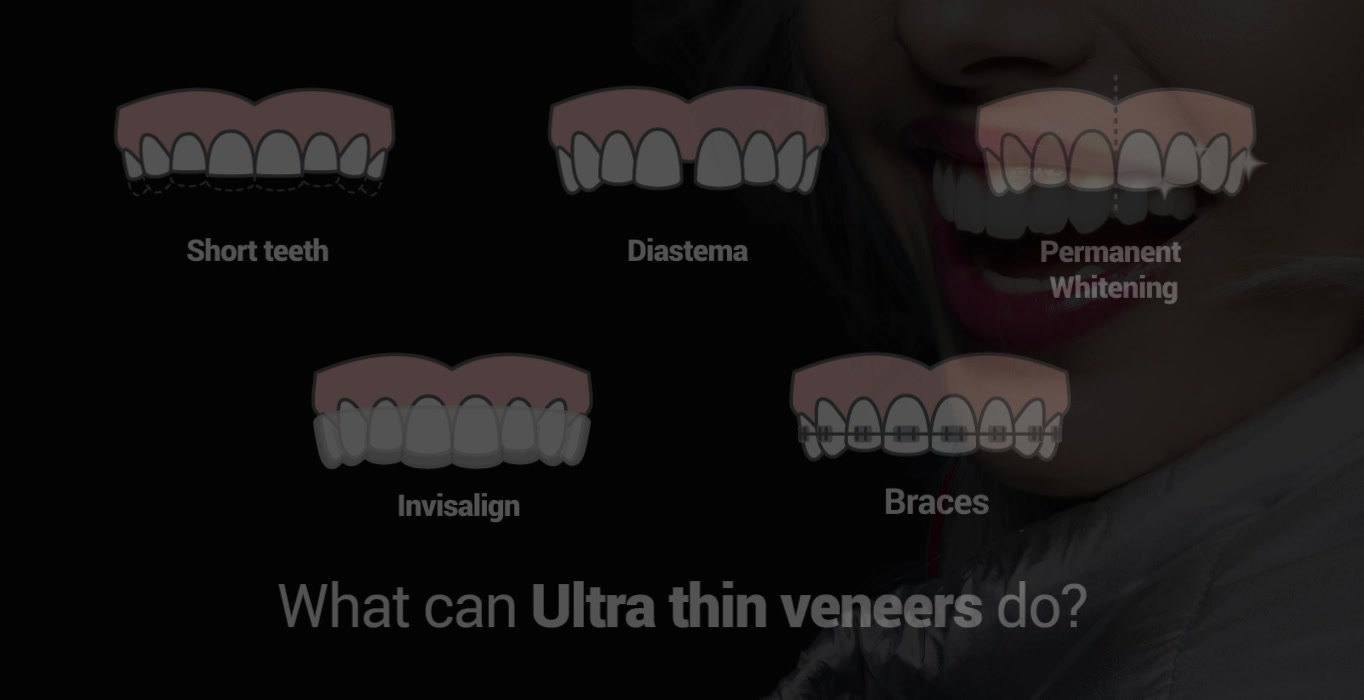 Short teeth
Diastema
Permanent
Whitening
Invisalign
Braces
What can Ultra thin veneers do?